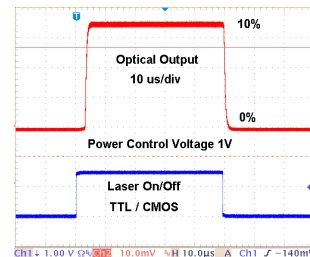 T
10%
Optical Output
10 us/div
0%
Power Control Voltage 1V
Laser On/Off
TTL / CMOS
Ch1 1.00 V Ω Ch2 10.0mV H 10.0µs A Ch1 -140mV